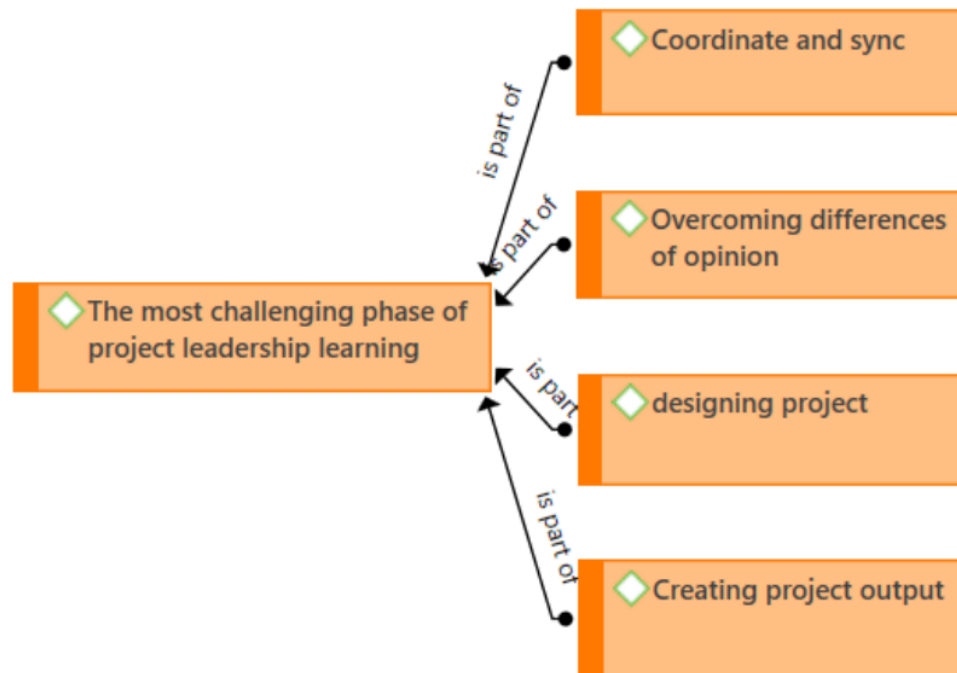 Coordinate and sync
is part of
Overcoming differences
of opinion
is part of
The most challenging phase of
project leadership learning
designing project
is part
Creating project output
is part of